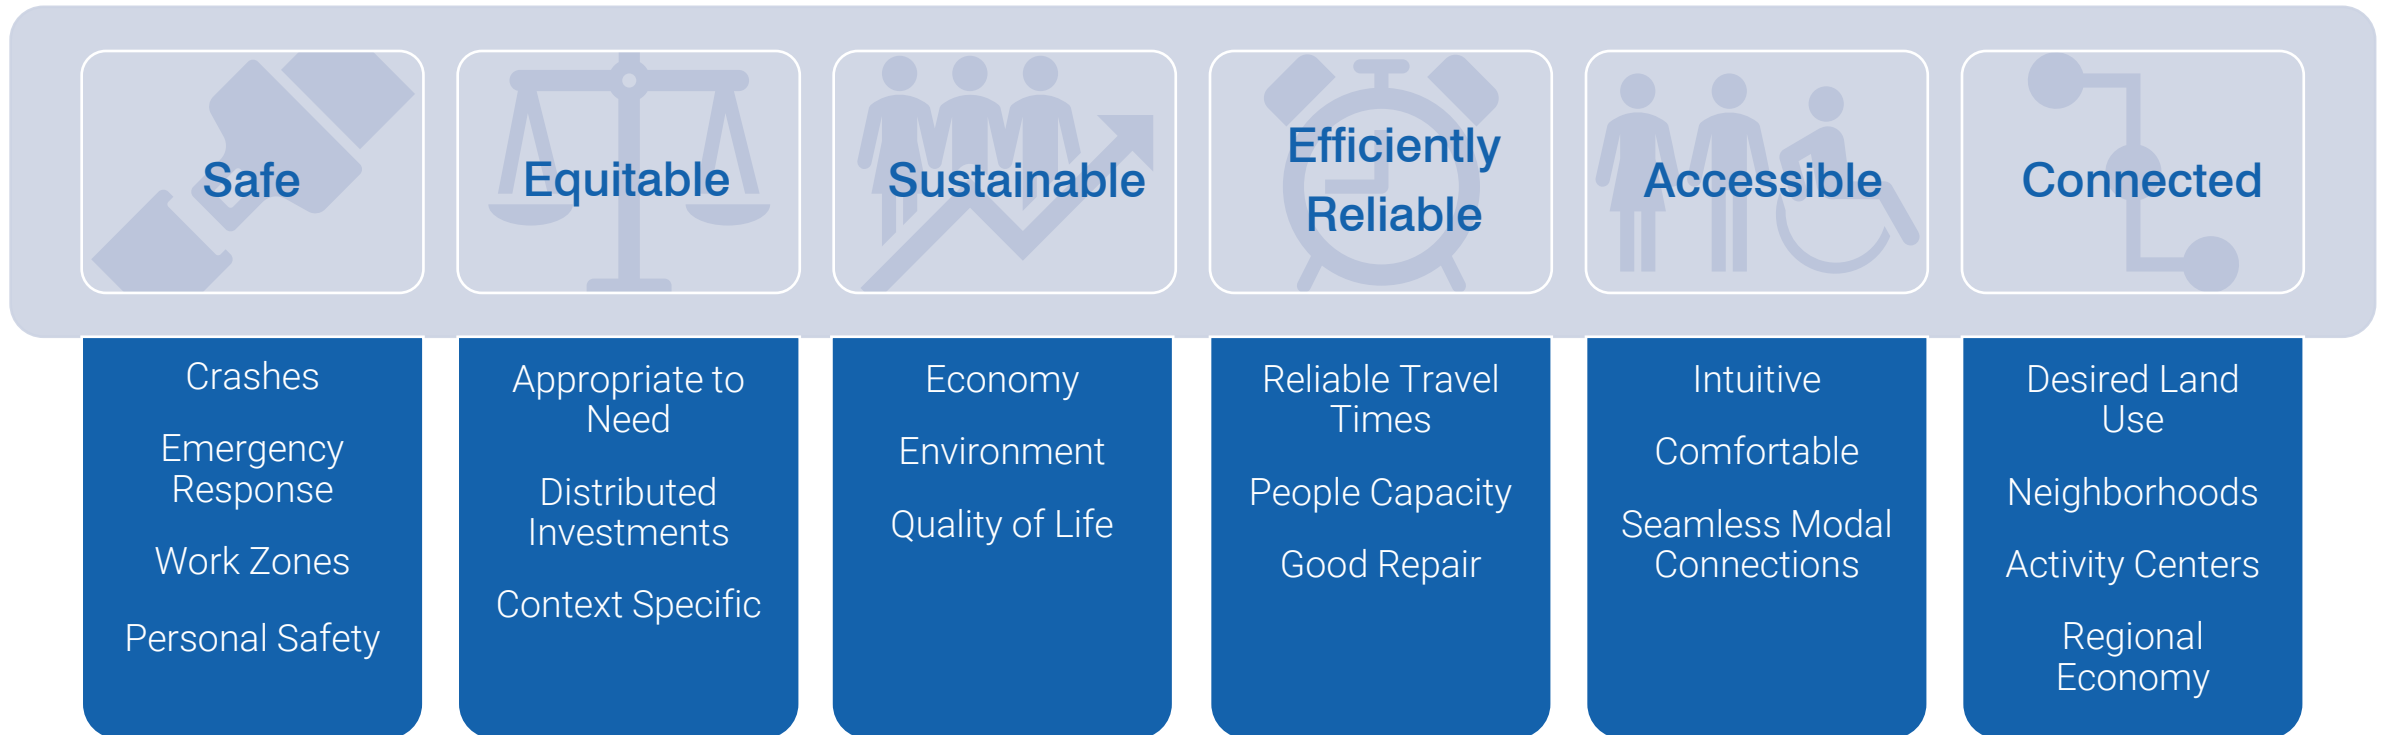 Safe
Equitable
Sustainable
Efficiently
Reliable
Accessible
Connected
Crashes
Emergency
Response
Work Zones
Personal Safety
Appropriate to
Need
Distributed
Investments
Context Specific
Economy
Environment
Quality of Life
Reliable Travel
Times
People Capacity
Good Repair
Intuitive
Comfortable
Seamless Modal
Connections
Desired Land
Use
Neighborhoods
Activity Centers
Regional
Economy